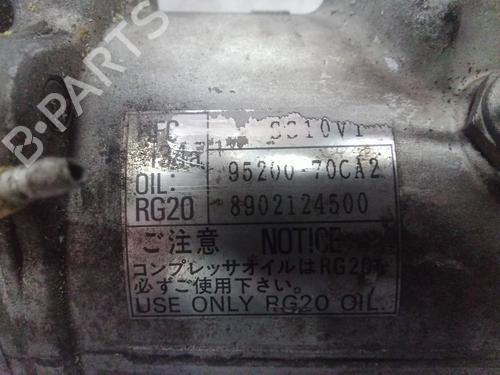 B-PARTS
SS10V1
OIL: 95200-70CA2
RG20 8902124500
ご注意 NOTICE
コンプレッサオイルはRG20を
必ずご使用下さい。
USE ONLY RG20 OIL.